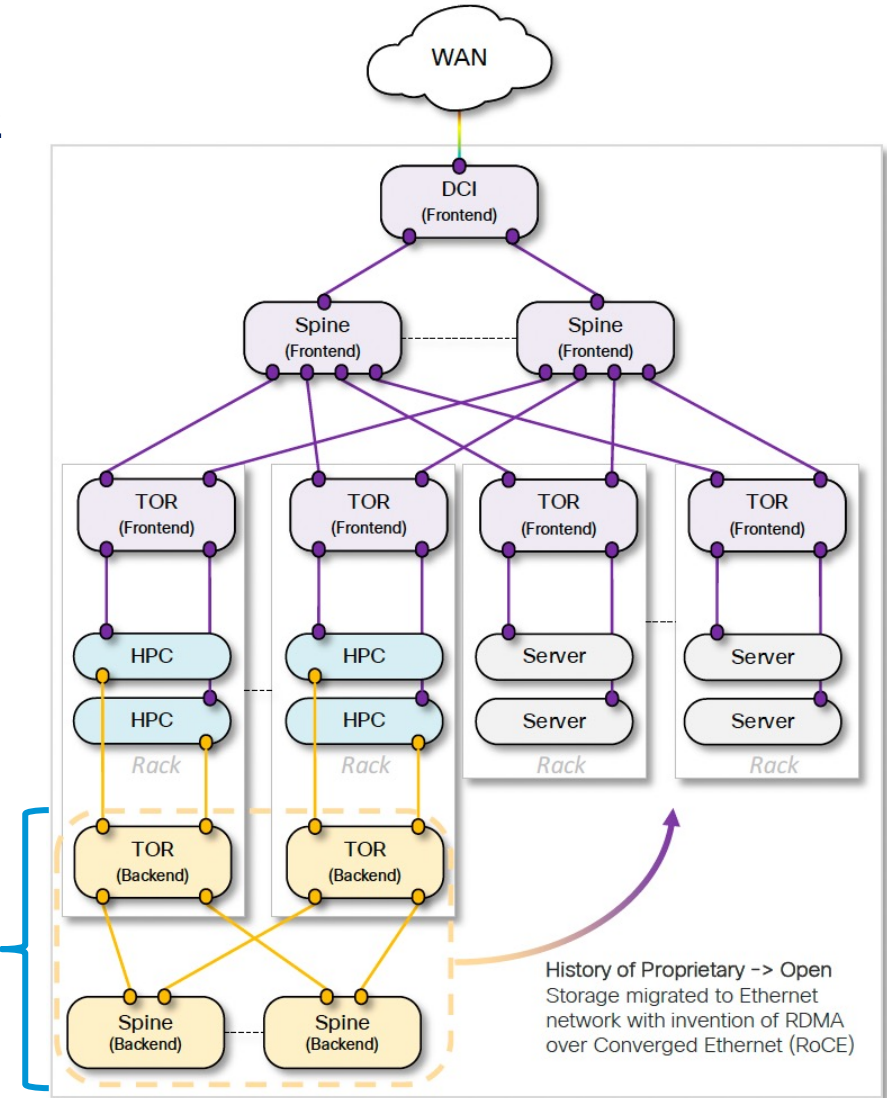 WAN
DCI
(Frontend)
Spine
(Frontend)
Spine
(Frontend)
TOR
(Frontend)
TOR
(Frontend)
TOR
(Frontend)
TOR
(Frontend)
HPC
HPC
Server
Server
HPC
HPC
Server
Server
Rack
Rack
Rack
Rack
TOR
(Backend)
TOR
(Backend)
Spine
(Backend)
Spine
(Backend)
History of Proprietary -> Open
Storage migrated to Ethernet
network with invention of RDMA
over Converged Ethernet (RoCE)